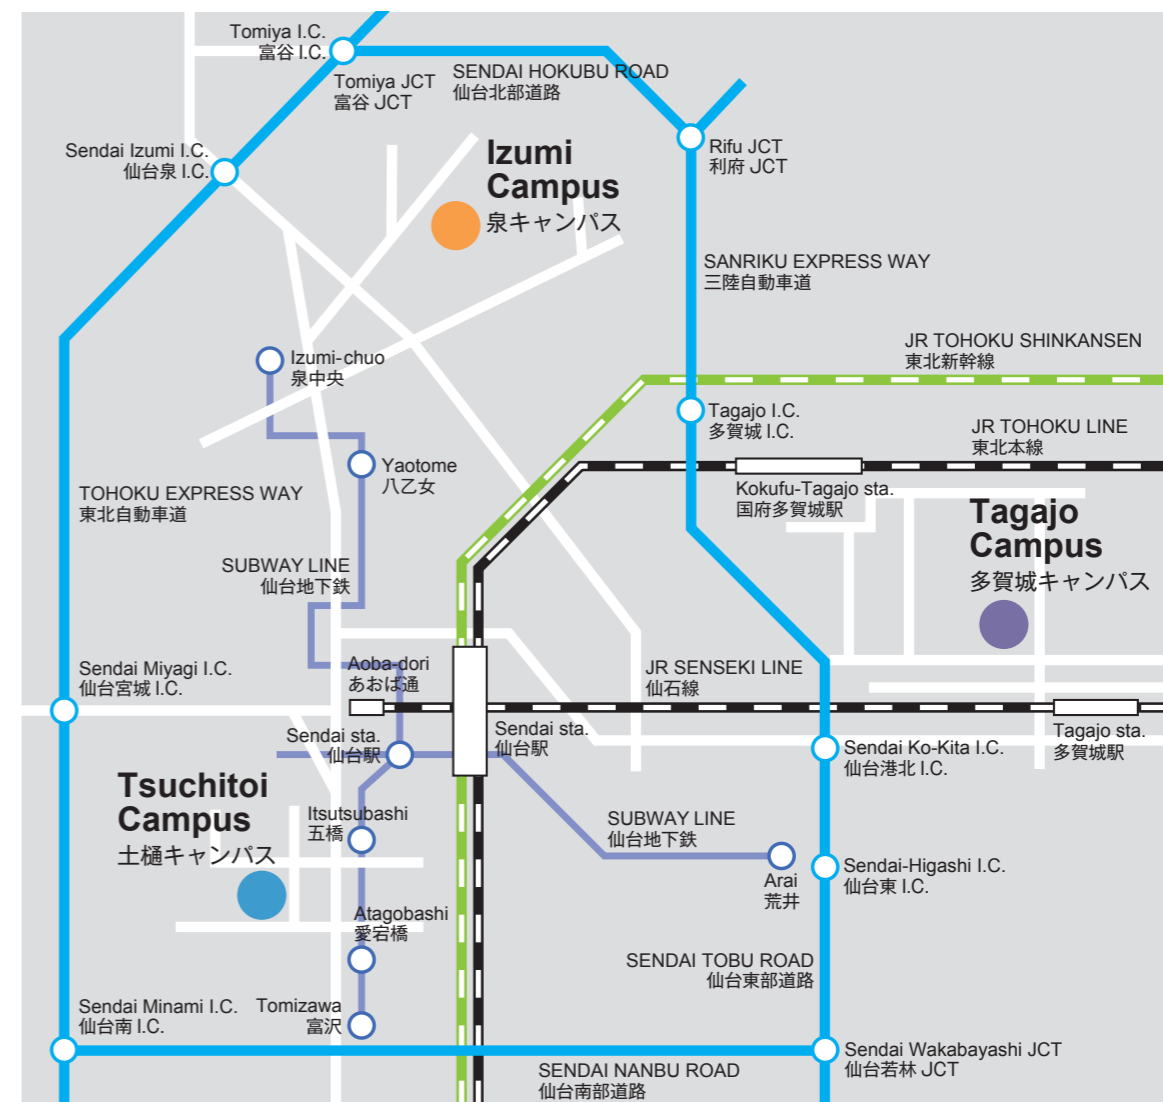 Tomiya I.C.
富谷 I.C.
Tomiya JCT
富谷 JCT
SENDAI HOKUBU ROAD
仙台北部道路
Sendai Izumi I.C.
仙台泉 I.C.
Izumi
Campus
泉キャンパス
Rifu JCT
利府 JCT
SANRIKU EXPRESS WAY
三陸自動車道
JR TOHOKU SHINKANSEN
東北新幹線
Izumi-chuo
泉中央
Tagajo I.C.
多賀城 I.C.
JR TOHOKU LINE
東北本線
Yaotome
八乙女
TOHOKU EXPRESS WAY
東北自動車道
Kokufu-Tagajo sta.
国府多賀城駅
Tagajo
Campus
多賀城キャンパス
SUBWAY LINE
仙台地下鉄
Sendai Miyagi I.C.
仙台宮城 I.C.
Aoba-dori
あおば通
JR SENSEKI LINE
仙石線
Sendai sta.
仙台駅
Sendai sta.
仙台駅
Tagajo sta.
多賀城駅
Sendai Ko-Kita I.C.
仙台港北 I.C.
Tsuchitoi
Campus
土樋キャンパス
Itsutsubashi
五橋
SUBWAY LINE
仙台地下鉄
Arai
荒井
Sendai-Higashi I.C.
仙台東 I.C.
Atagobashi
愛宕橋
SENDAI TOBU ROAD
仙台東部道路
Sendai Minami I.C.
仙台南 I.C.
Tomizawa
富沢
SENDAI NANBU ROAD
仙台南部道路
Sendai Wakabayashi JCT
仙台若林 JCT